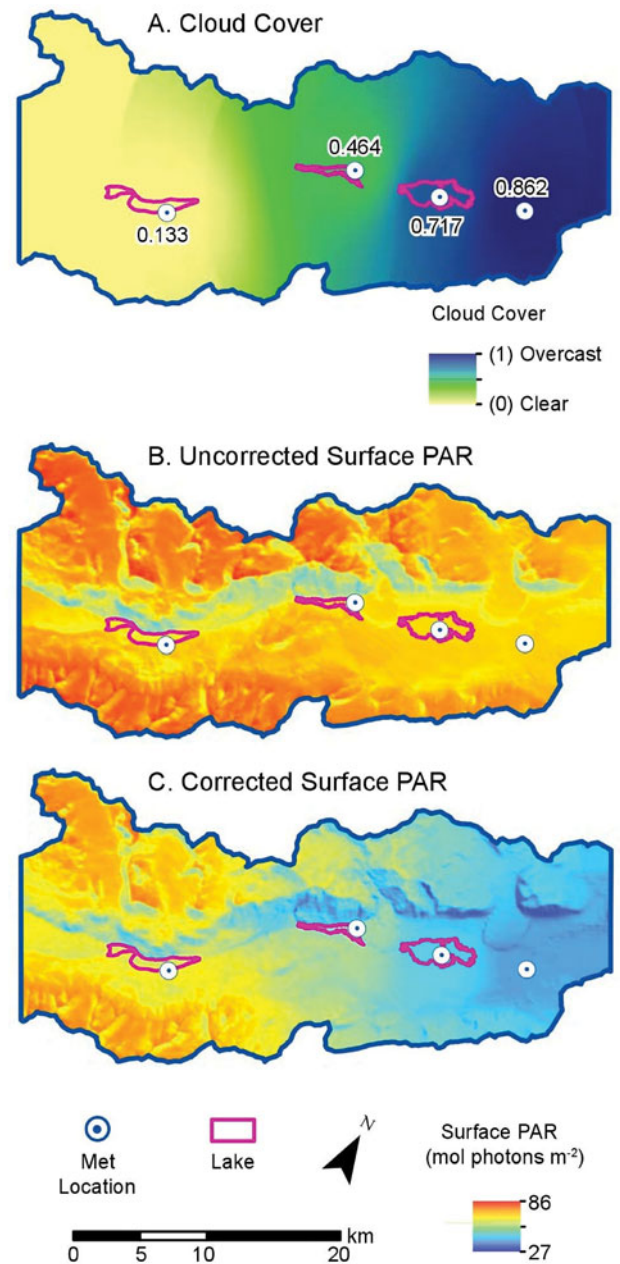 A. Cloud Cover
0.464
0.862
0.133
0.717
Cloud Cover
(1) Overcast
(0) Clear
B. Uncorrected Surface PAR
C. Corrected Surface PAR
N
Met
Location
Lake
Surface PAR
(mol photons m⁻²)
86
27
km
0 5 10 20